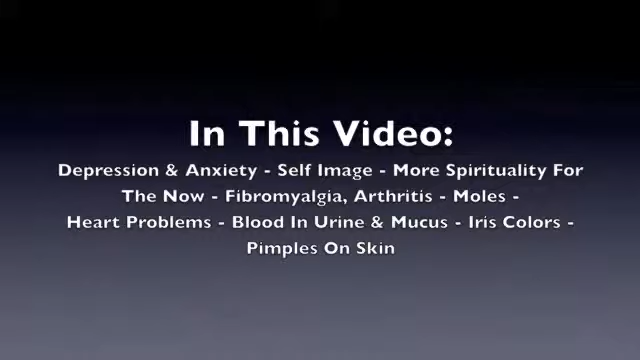 In This Video:
Depression & Anxiety - Self Image - More Spirituality For
The Now - Fibromyalgia, Arthritis - Moles -
Heart Problems - Blood In Urine & Mucus - Iris Colors -
Pimples On Skin